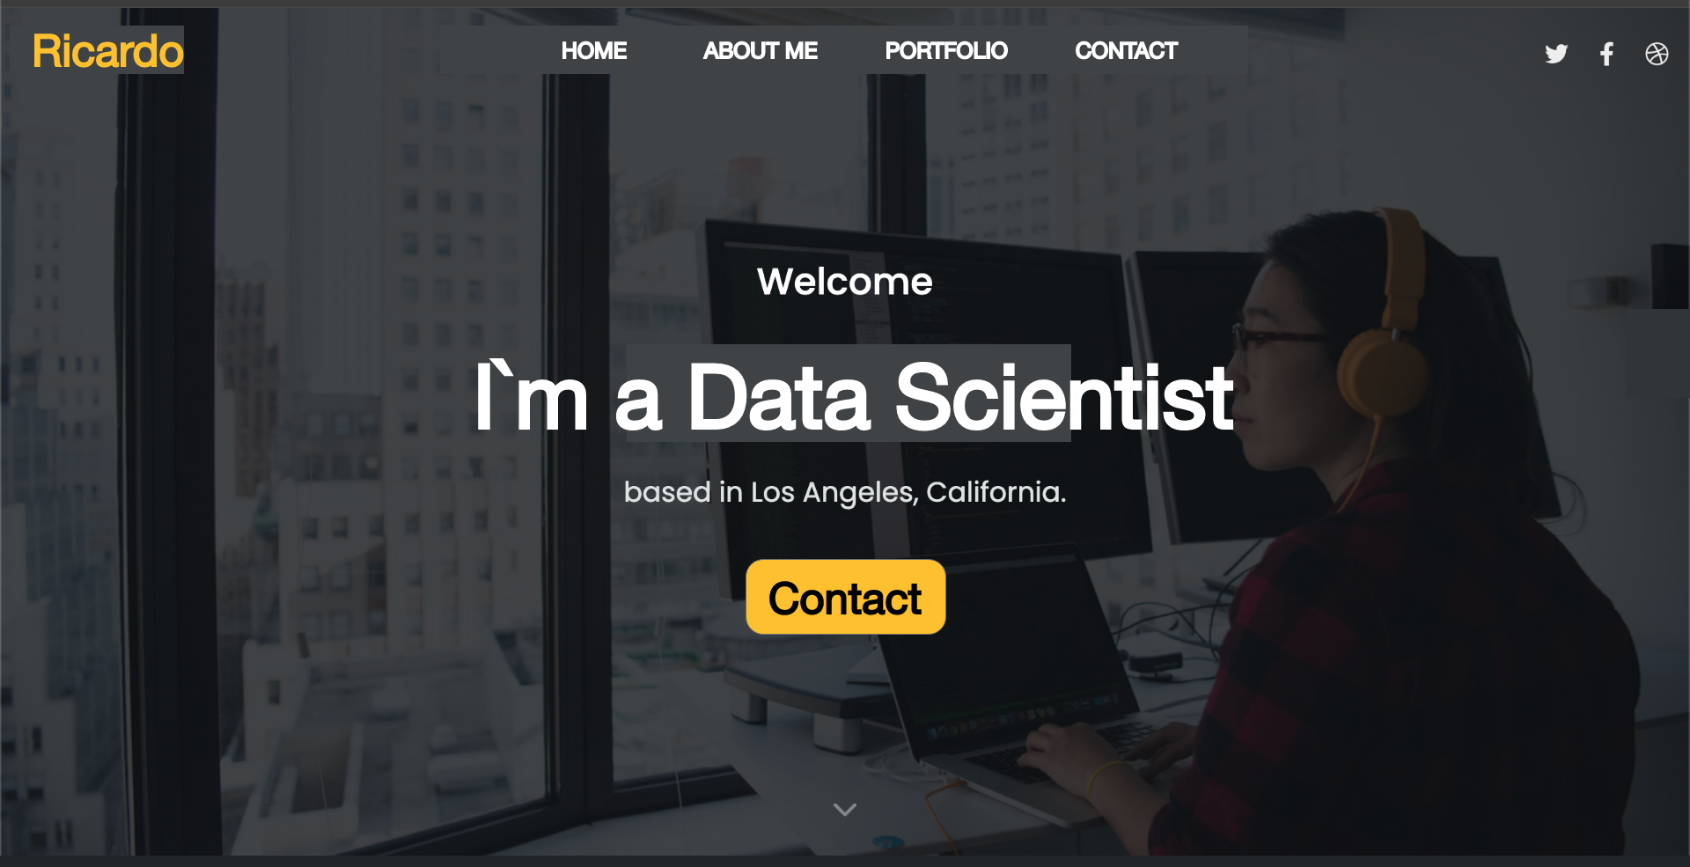 Ricardo
HOME ABOUT ME PORTFOLIO CONTACT
Welcome
I`m a Data Scientist
based in Los Angeles, California.
Contact